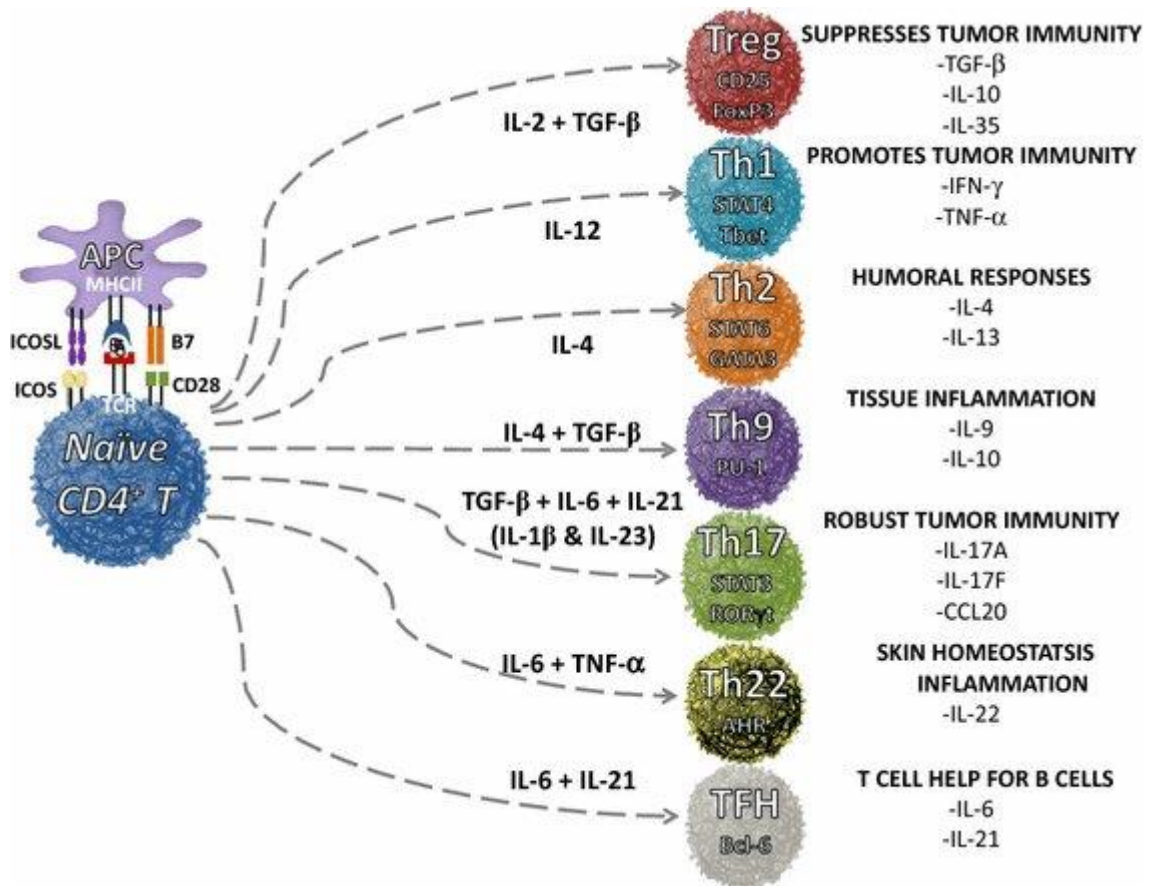 APC
MHCII
ICOSL
B7
ICOS
CD28
TCR
Naïve
CD4⁺ T
IL-2 + TGF-β
IL-12
IL-4
IL-4 + TGF-β
TGF-β + IL-6 + IL-21
(IL-1β & IL-23)
IL-6 + TNF-α
IL-6 + IL-21
Treg
CD25
FoxP3
SUPPRESSES TUMOR IMMUNITY
-TGF-β
-IL-10
-IL-35
Th1
STAT4
Tbet
PROMOTES TUMOR IMMUNITY
-IFN-γ
-TNF-α
Th2
STAT6
GATA3
HUMORAL RESPONSES
-IL-4
-IL-13
Th9
PU-1
TISSUE INFLAMMATION
-IL-9
-IL-10
Th17
STAT3
RORγt
ROBUST TUMOR IMMUNITY
-IL-17A
-IL-17F
-CCL20
Th22
AHR
SKIN HOMEOSTATSIS
INFLAMMATION
-IL-22
TFH
Bcl-6
T CELL HELP FOR B CELLS
-IL-6
-IL-21